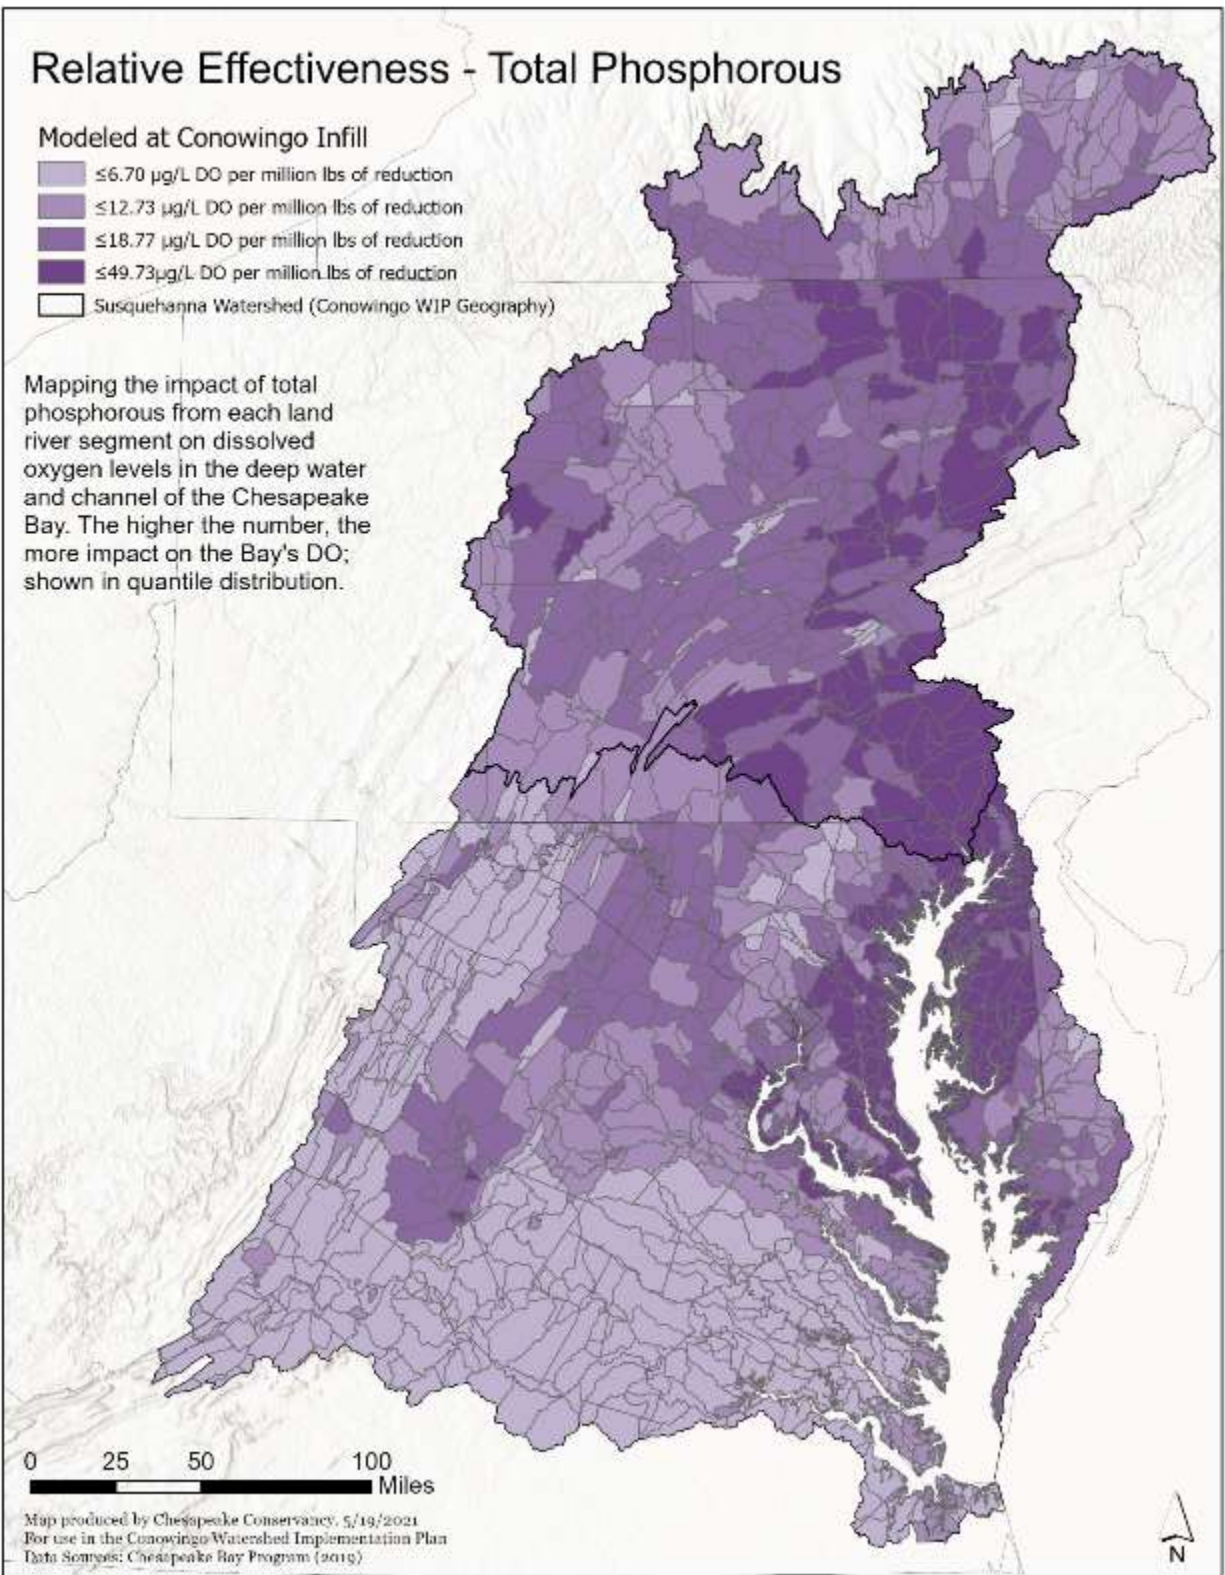 Relative Effectiveness - Total Phosphorous
Modeled at Conowingo Infill
≤6.70 µg/L DO per million lbs of reduction
≤12.73 µg/L DO per million lbs of reduction
≤18.77 µg/L DO per million lbs of reduction
≤49.73µg/L DO per million lbs of reduction
Susquehanna Watershed (Conowingo WIP Geography)
Mapping the impact of total
phosphorous from each land
river segment on dissolved
oxygen levels in the deep water
and channel of the Chesapeake
Bay. The higher the number, the
more impact on the Bay's DO;
shown in quantile distribution.
0 25 50 100
Miles
Map produced by Chesapeake Conservancy. 5/19/2021
For use in the Conowingo Watershed Implementation Plan
Data Sources: Chesapeake Bay Program (2019)
N